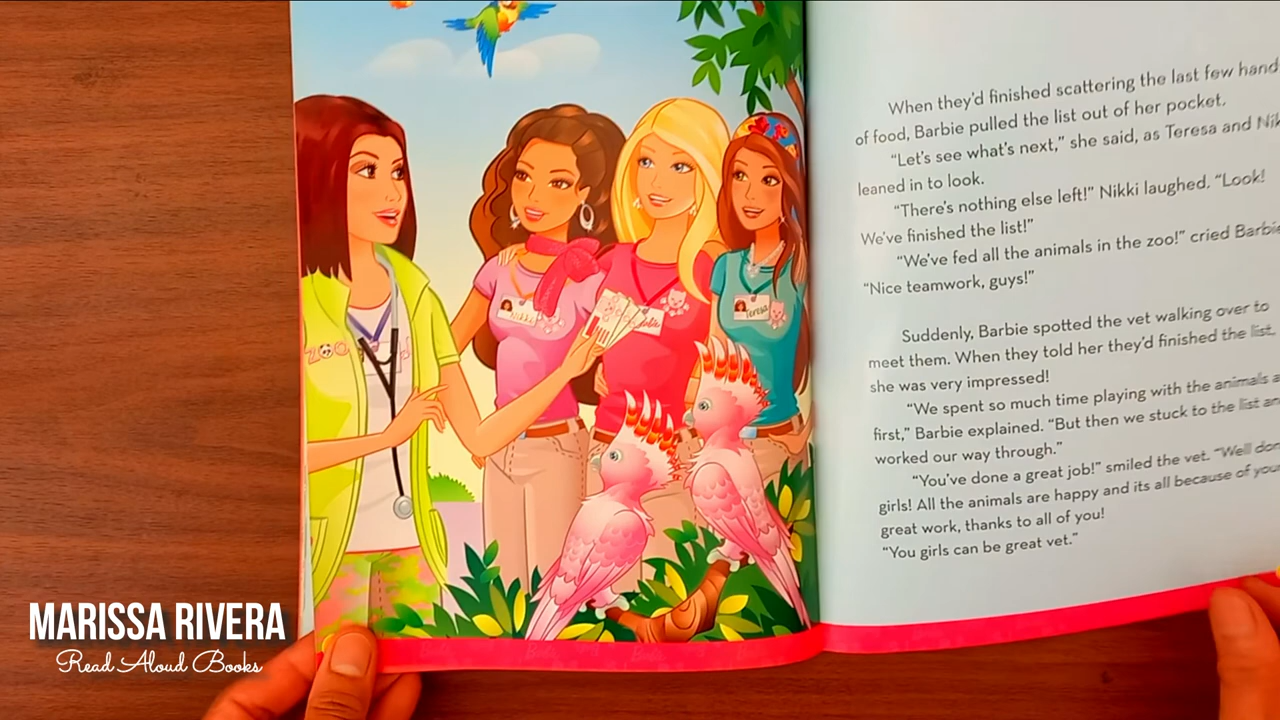 ZOO
Nikki
Barbie
Teresa
When they'd finished scattering the last few hand
of food, Barbie pulled the list out of her pocket.
"Let's see what's next," she said, as Teresa and Nik
leaned in to look.
"There's nothing else left!" Nikki laughed. "Look!
We've finished the list!"
"We've fed all the animals in the zoo!" cried Barbie
"Nice teamwork, guys!"
Suddenly, Barbie spotted the vet walking over to
meet them. When they told her they'd finished the list,
she was very impressed!
"We spent so much time playing with the animals a
first," Barbie explained. "But then we stuck to the list an
worked our way through."
"You've done a great job!" smiled the vet. "Well don
girls! All the animals are happy and its all because of you
great work, thanks to all of you!
"You girls can be great vet."
MARISSA RIVERA
Read Aloud Books